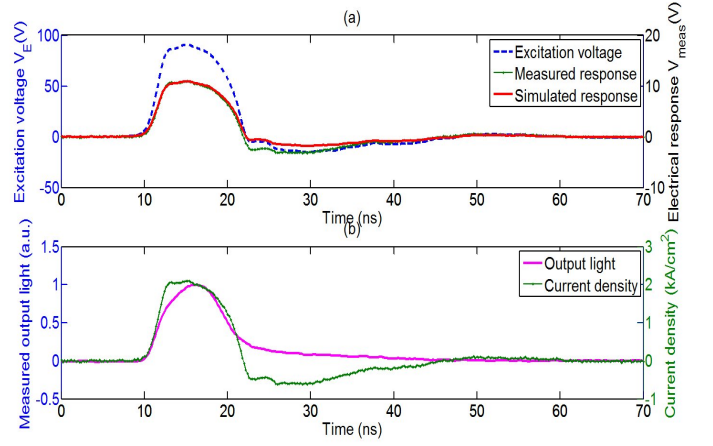 (a)
Excitation voltage V_E(V)
100
50
0
-50
Excitation voltage
Measured response
Simulated response
20
10
0
-10
Electrical response V_meas(V)
0 10 20 30 40 50 60 70
Time (ns)
(b)
Measured output light (a.u.)
1.5
1
0.5
0
-0.5
Output light
Current density
3
2
1
0
-1
Current density (kA/cm²)
0 10 20 30 40 50 60 70
Time (ns)